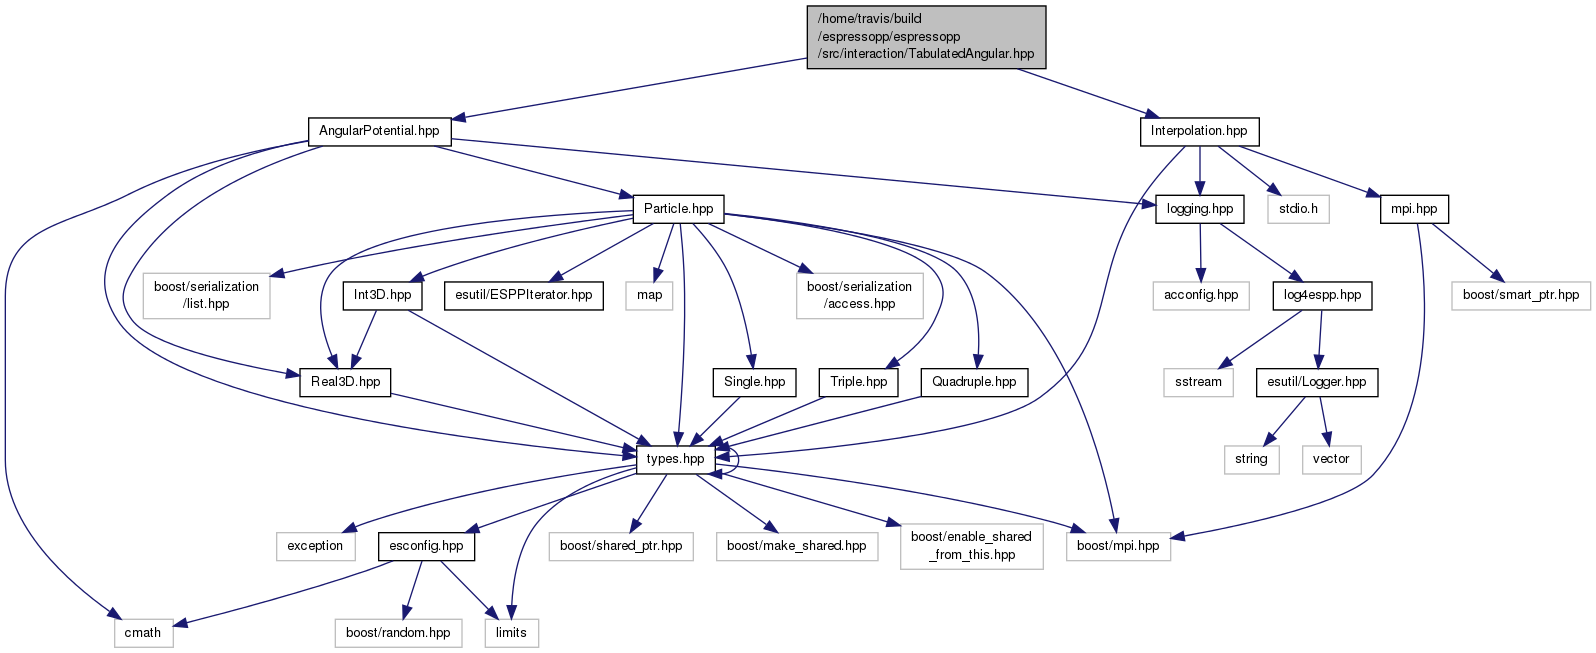 /home/travis/build
/espressopp/espressopp
/src/interaction/TabulatedAngular.hpp
AngularPotential.hpp
Interpolation.hpp
Particle.hpp
logging.hpp
stdio.h
mpi.hpp
boost/serialization
/list.hpp
Int3D.hpp
esutil/ESPPIterator.hpp
map
boost/serialization
/access.hpp
acconfig.hpp
log4espp.hpp
boost/smart_ptr.hpp
Real3D.hpp
Single.hpp
Triple.hpp
Quadruple.hpp
sstream
esutil/Logger.hpp
types.hpp
string
vector
exception
esconfig.hpp
boost/shared_ptr.hpp
boost/make_shared.hpp
boost/enable_shared
_from_this.hpp
boost/mpi.hpp
cmath
boost/random.hpp
limits